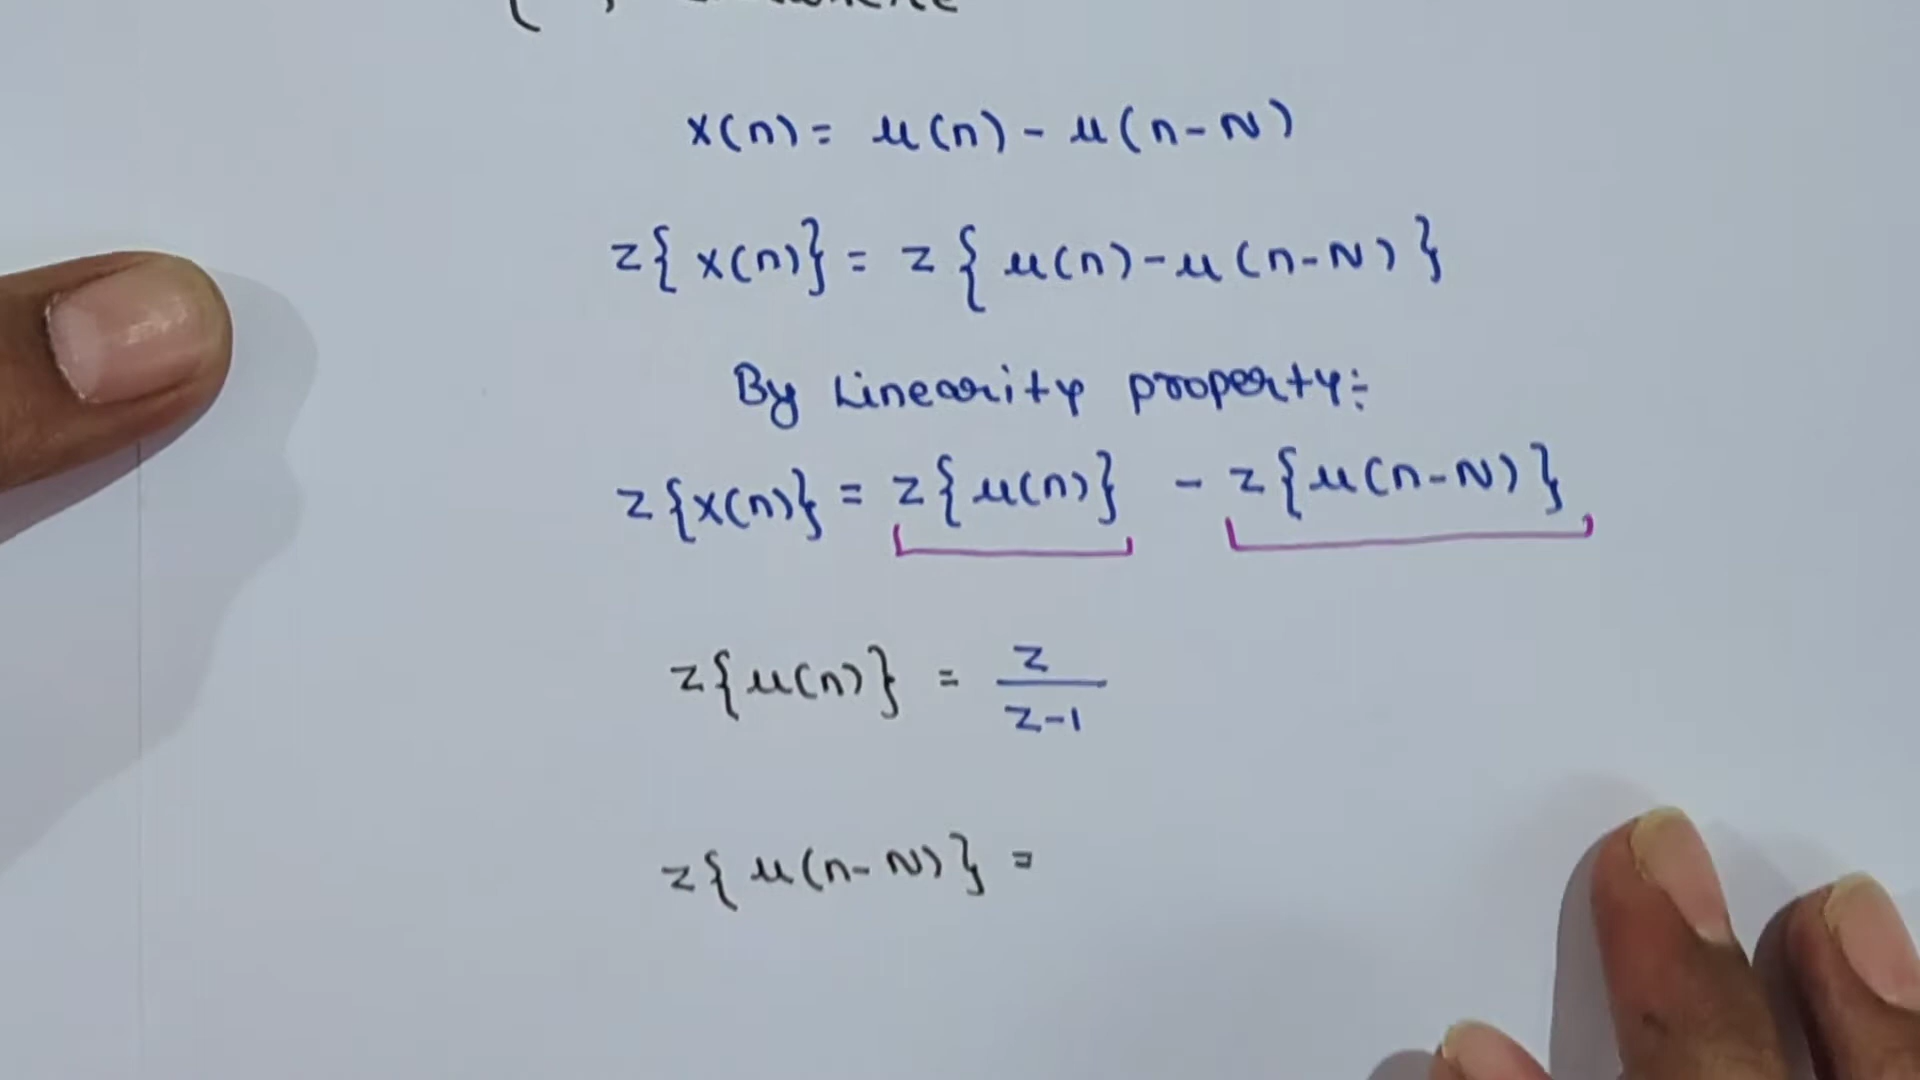 x(n) = u(n) - u(n-N)
z{x(n)} = z{u(n)-u(n-N)}
By Linearity property:
z{x(n)} = z{u(n)} - z{u(n-N)}
z{u(n)} = z/z-1
z{u(n-N)} =